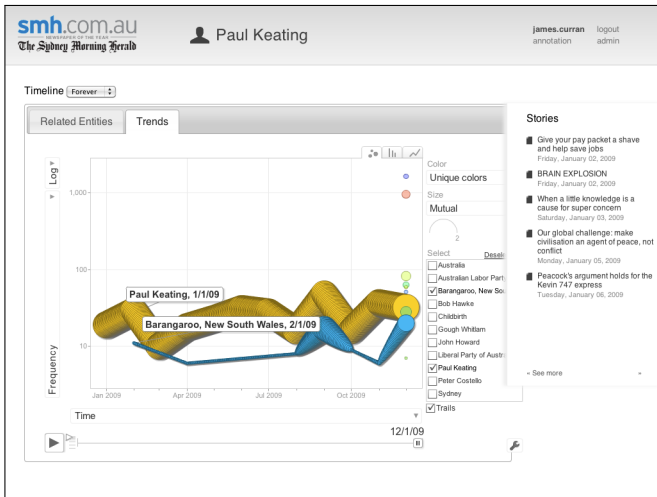 smh.com.au
NEWSPAPER OF THE YEAR
The Sydney Morning Herald
Paul Keating
james.curran logout
annotation admin
Timeline Forever
Related Entities Trends
Log
1,000
100
10
Frequency
Paul Keating, 1/1/09
Barangaroo, New South Wales, 2/1/09
Jan 2009 Apr 2009 Jul 2009 Oct 2009
Time
12/1/09
Color
Unique colors
Size
Mutual
2
Select Desele
Australia
Australian Labor Part
Barangaroo, New Sou
Bob Hawke
Childbirth
Gough Whitlam
John Howard
Liberal Party of Austra
Paul Keating
Peter Costello
Sydney
Trails
Stories
Give your pay packet a shave
and help save jobs
Friday, January 02, 2009
BRAIN EXPLOSION
Friday, January 02, 2009
When a little knowledge is a
cause for super concern
Saturday, January 03, 2009
Our global challenge: make
civilisation an agent of peace, not
conflict
Monday, January 05, 2009
Peacock's argument holds for the
Kevin 747 express
Tuesday, January 06, 2009
« See more »